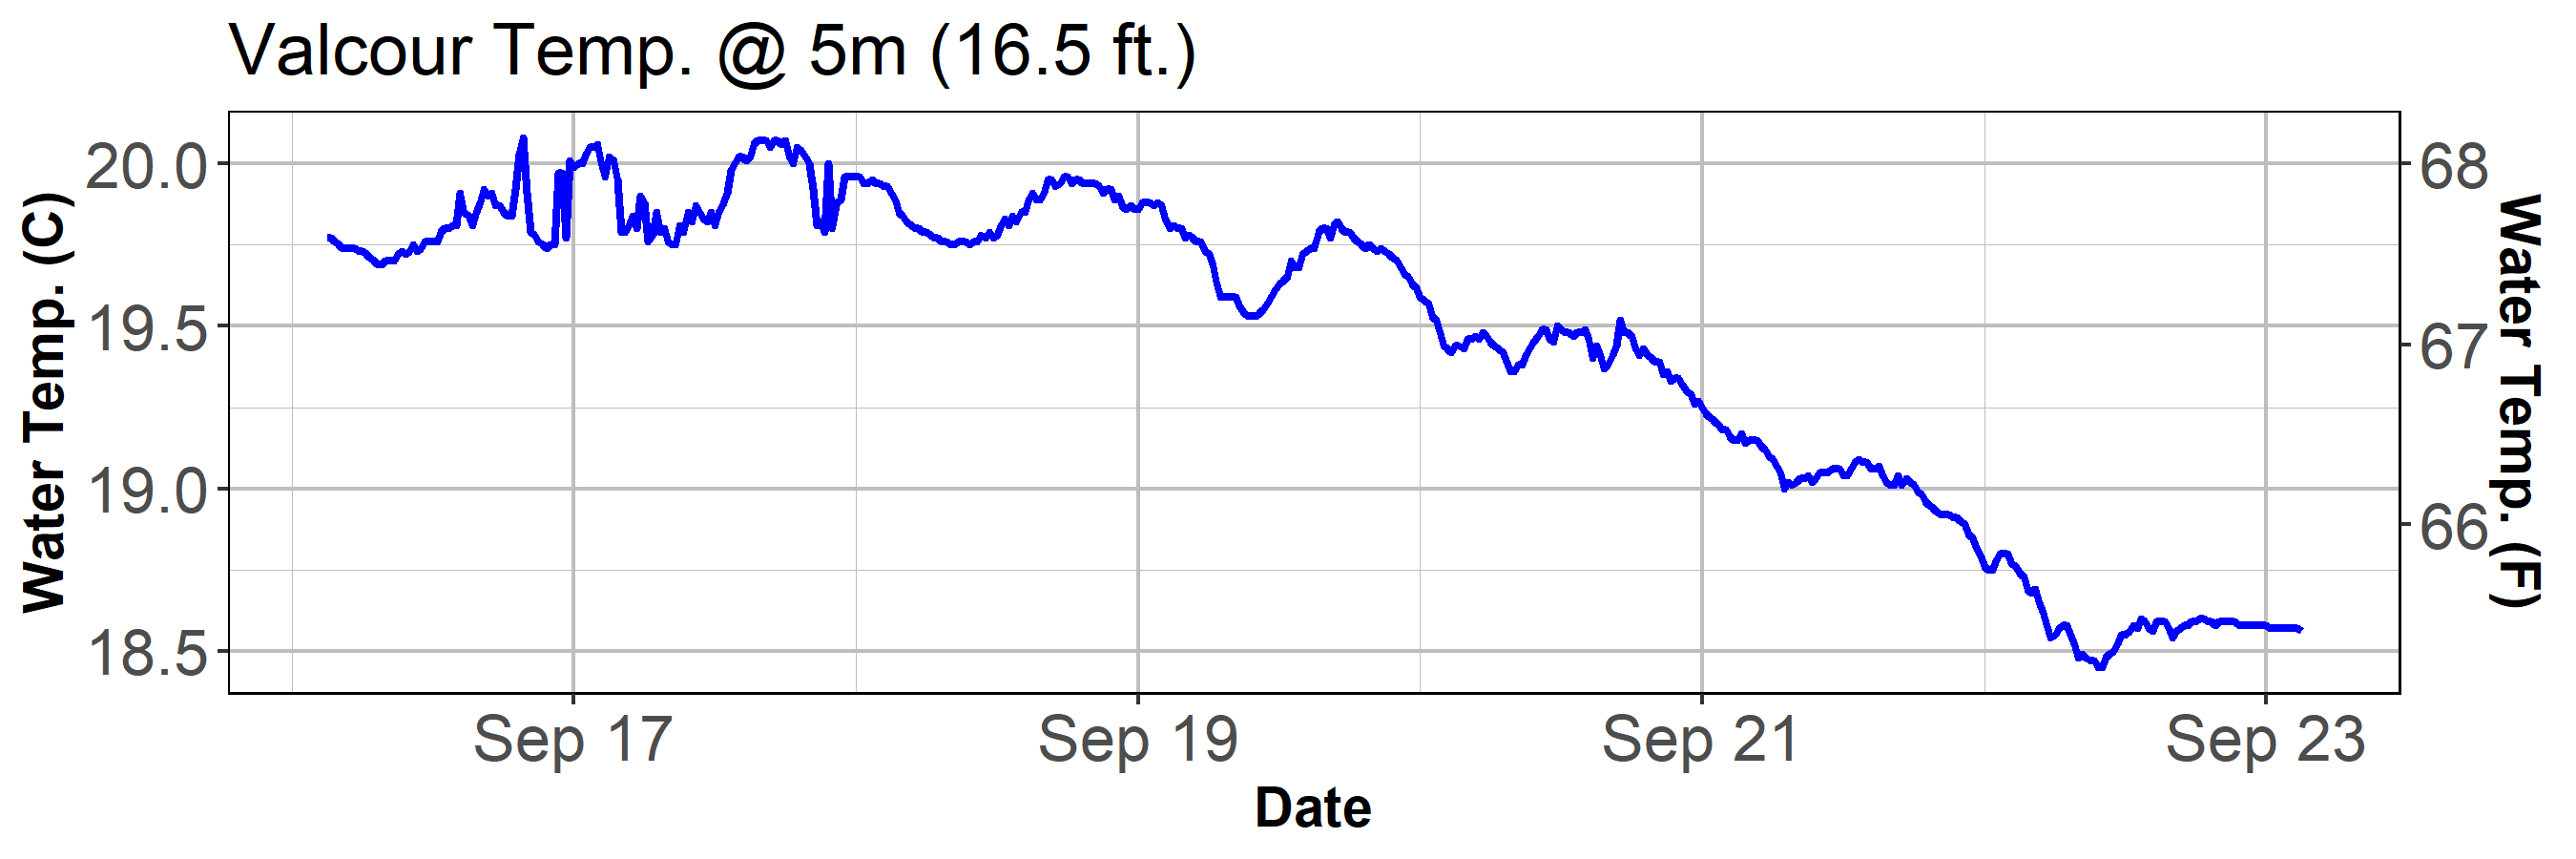 Valcour Temp. @ 5m (16.5 ft.)
Water Temp. (C)
20.0
19.5
19.0
18.5
68
67
66
Water Temp. (F)
Sep 17 Sep 19 Sep 21 Sep 23
Date